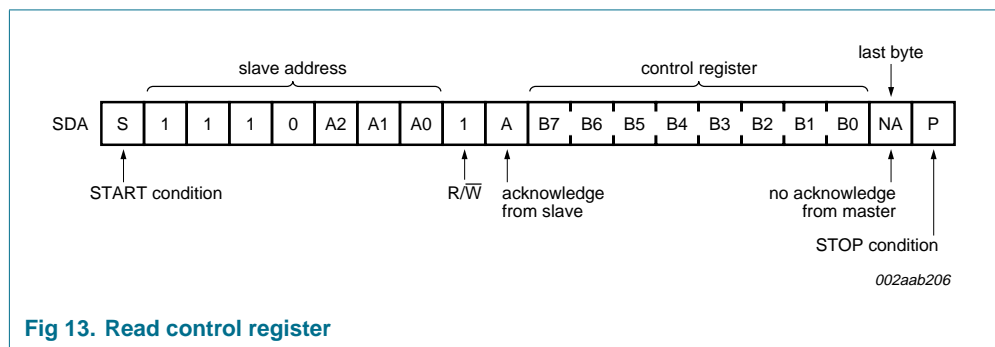 last byte
slave address control register
SDA S 1 1 1 0 A2 A1 A0 1 A B7 B6 B5 B4 B3 B2 B1 B0 NA P
START condition R/W̅ acknowledge no acknowledge
from slave from master
STOP condition
002aab206
Fig 13. Read control register